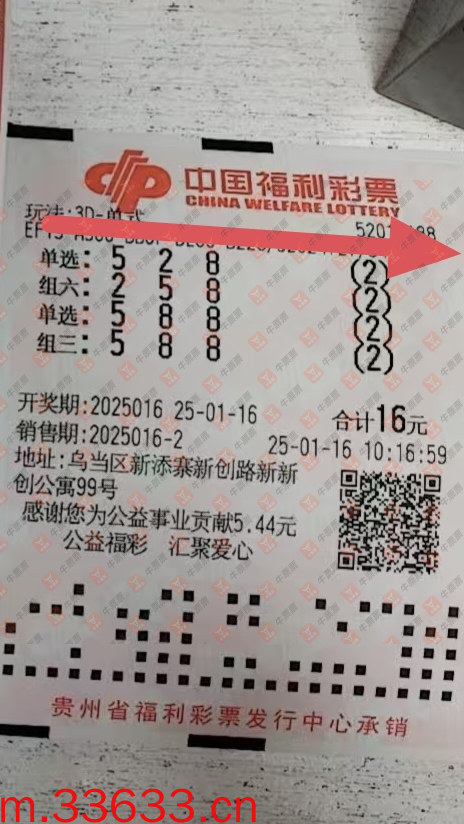 中国福利彩票
CHINA WELFARE LOTTERY
玩法:3D-单式
单选: 5 2 8 (2)
组六: 2 5 8 (2)
单选: 5 8 8 (2)
组三: 5 8 8 (2)
开奖期:2025016 25-01-16 合计16元
销售期:2025016-2 25-01-16 10:16:59
地址:乌当区新添寨新创路新新
创公寓99号
感谢您为公益事业贡献5.44元
公益福彩 汇聚爱心
贵州省福利彩票发行中心承销
m.33633.cn